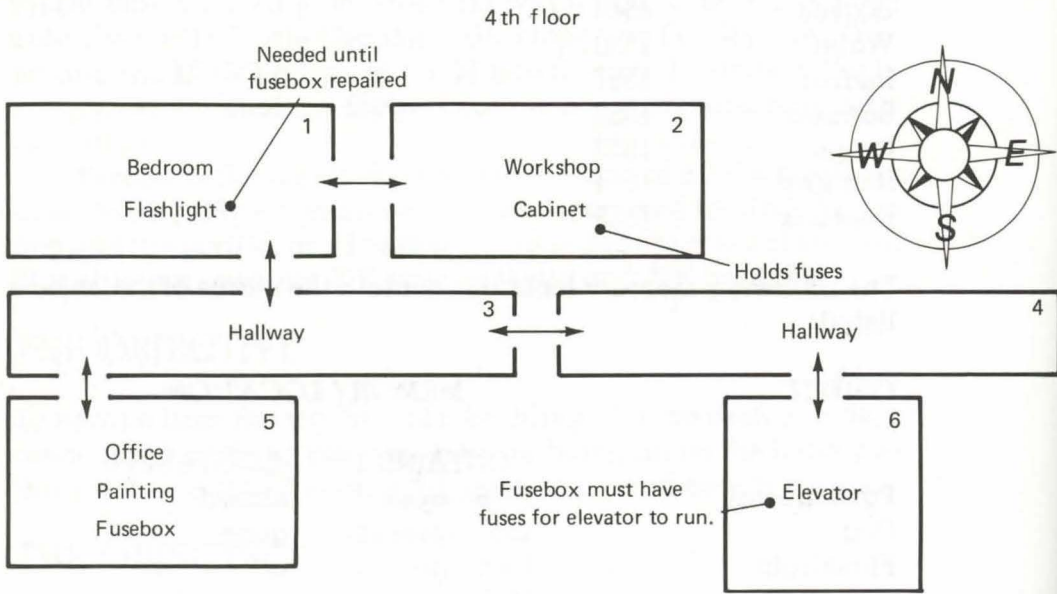 4th floor
Needed until
fusebox repaired
1
Bedroom
Flashlight
2
Workshop
Cabinet
Holds fuses
N
W
E
S
3
Hallway
4
Hallway
5
Office
Painting
Fusebox
6
Elevator
Fusebox must have
fuses for elevator to run.